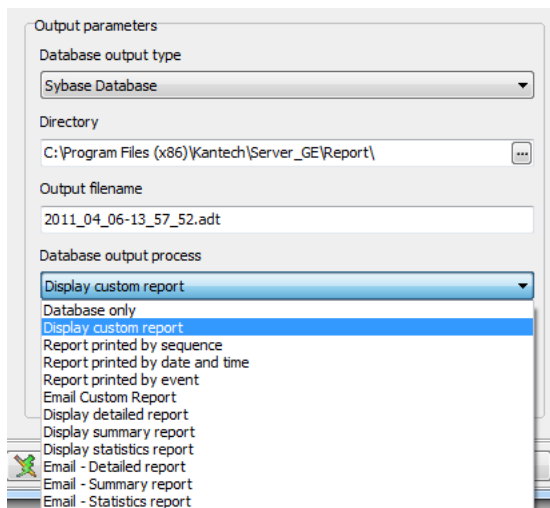 Output parameters
Database output type
Sybase Database
Directory
C:\Program Files (x86)\Kantech\Server_GE\Report\
...
Output filename
2011_04_06-13_57_52.adt
Database output process
Display custom report
Database only
Display custom report
Report printed by sequence
Report printed by date and time
Report printed by event
Email Custom Report
Display detailed report
Display summary report
Display statistics report
Email - Detailed report
Email - Summary report
Email - Statistics report